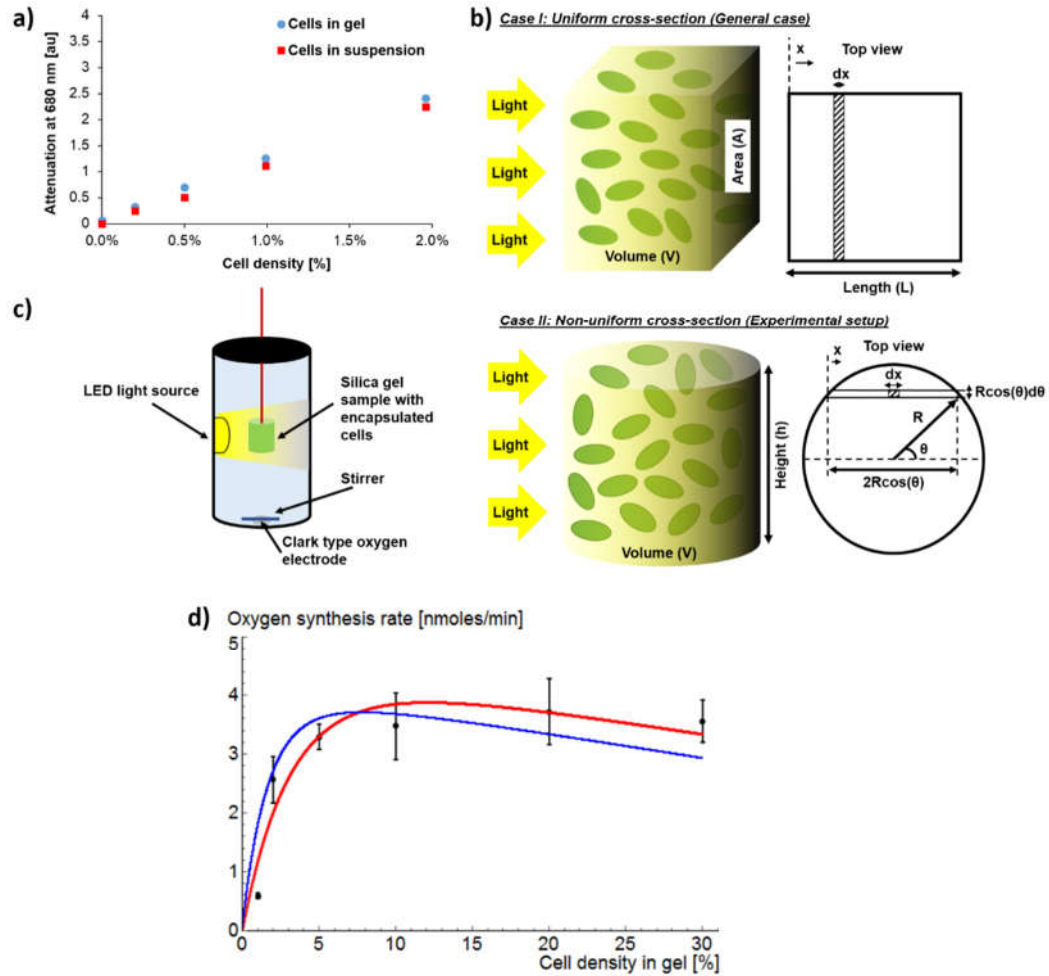 a)
Attenuation at 680 nm [au]
4
3.5
3
2.5
2
1.5
1
0.5
0
Cells in gel
Cells in suspension
0.0%
0.5%
1.0%
1.5%
2.0%
Cell density [%]
b)
Case I: Uniform cross-section (General case)
Light
Light
Light
Area (A)
Volume (V)
Top view
x
dx
Length (L)
c)
LED light source
Silica gel
sample with
encapsulated
cells
Stirrer
Clark type oxygen
electrode
Case II: Non-uniform cross-section (Experimental setup)
Light
Light
Light
Height (h)
Volume (V)
Top view
x
dx
Rcos(θ)dθ
R
θ
2Rcos(θ)
d)
Oxygen synthesis rate [nmoles/min]
5
4
3
2
1
0
0
5
10
15
20
25
30
Cell density in gel [%]